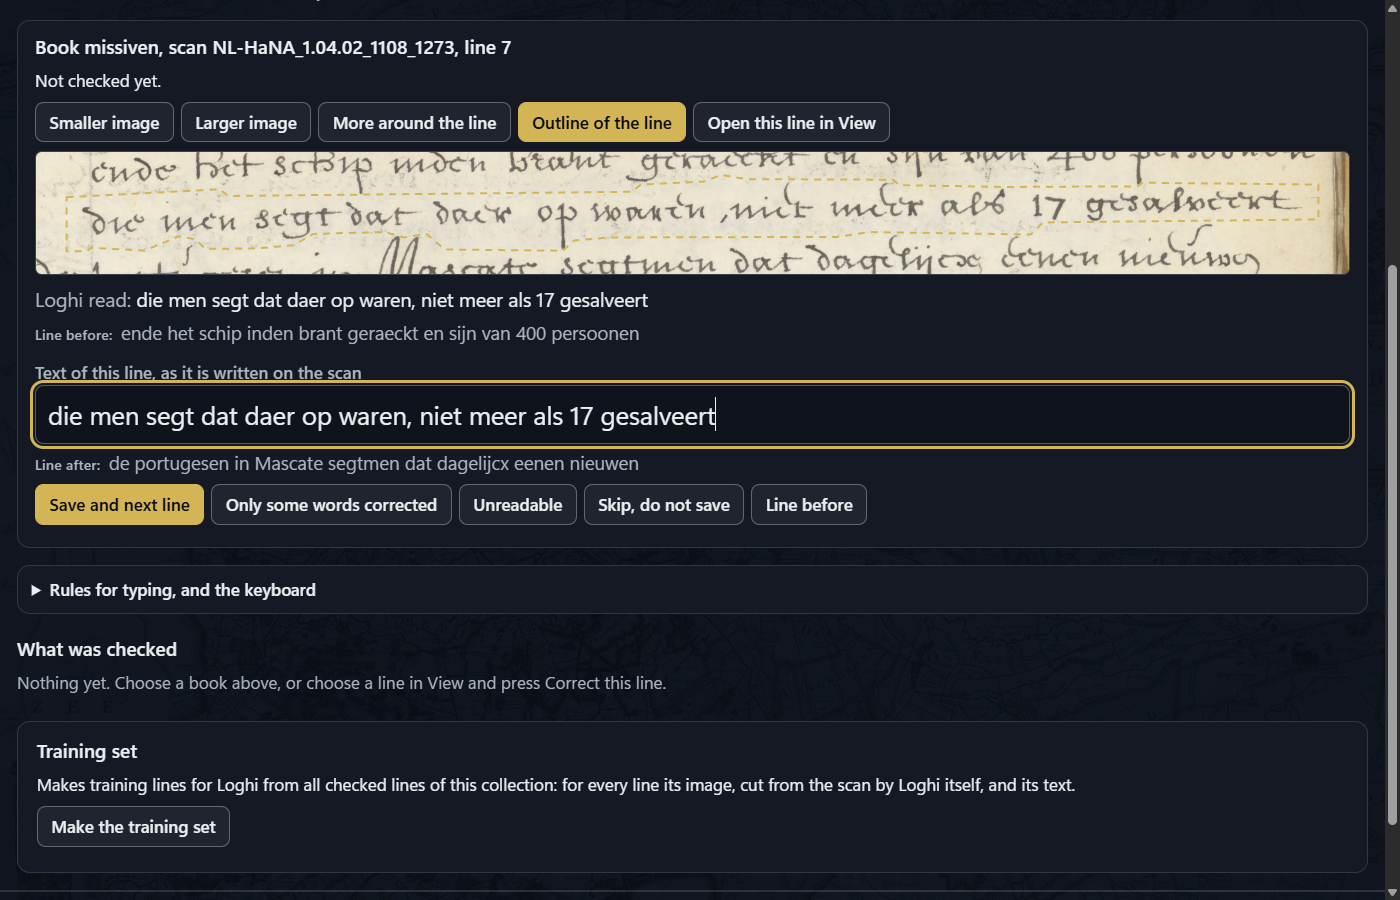 Book missiven, scan NL-HaNA_1.04.02_1108_1273, line 7
Not checked yet.
Smaller image
Larger image
More around the line
Outline of the line
Open this line in View
ende het schip inden brant geraeckt en sijn van 400 persoonen
die men segt dat daer op waren, niet meer als 17 gesalveert
in Mascate segtmen dat dagelijcx eenen nieuwen
Loghi read: die men segt dat daer op waren, niet meer als 17 gesalveert
Line before: ende het schip inden brant geraeckt en sijn van 400 persoonen
Text of this line, as it is written on the scan
die men segt dat daer op waren, niet meer als 17 gesalveert
Line after: de portugesen in Mascate segtmen dat dagelijcx eenen nieuwen
Save and next line
Only some words corrected
Unreadable
Skip, do not save
Line before
Rules for typing, and the keyboard
What was checked
Nothing yet. Choose a book above, or choose a line in View and press Correct this line.
Training set
Makes training lines for Loghi from all checked lines of this collection: for every line its image, cut from the scan by Loghi itself, and its text.
Make the training set